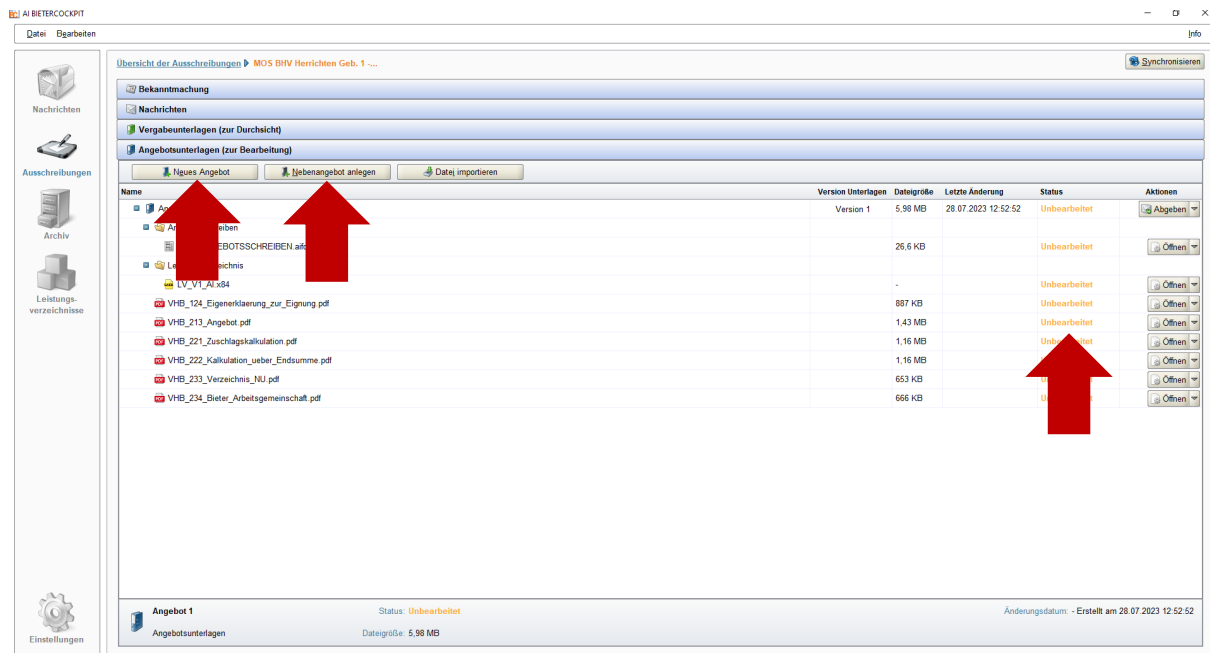 AI BIETERCOCKPIT
Datei Bearbeiten Info
Übersicht der Ausschreibungen MOS BHV Herrichten Geb. 1 -... Synchronisieren
Bekanntmachung
Nachrichten
Vergabeunterlagen (zur Durchsicht)
Angebotsunterlagen (zur Bearbeitung)
Neues Angebot Nebenangebot anlegen Datei importieren
Name Version Unterlagen Dateigröße Letzte Änderung Status Aktionen
Version 1 5,98 MB 28.07.2023 12:52:52 Unbearbeitet Abgeben
26,6 KB Unbearbeitet Öffnen
LV_V1_AI.x84 - Unbearbeitet Öffnen
VHB_124_Eigenerklaerung_zur_Eignung.pdf 887 KB Unbearbeitet Öffnen
VHB_213_Angebot.pdf 1,43 MB Unbearbeitet Öffnen
VHB_221_Zuschlagskalkulation.pdf 1,16 MB Öffnen
VHB_222_Kalkulation_ueber_Endsumme.pdf 1,16 MB Öffnen
VHB_233_Verzeichnis_NU.pdf 653 KB Öffnen
VHB_234_Bieter_Arbeitsgemeinschaft.pdf 666 KB Öffnen
Nachrichten
Ausschreibungen
Archiv
Leistungs-
verzeichnisse
Einstellungen
Angebot 1 Status: Unbearbeitet Änderungsdatum: - Erstellt am 28.07.2023 12:52:52
Angebotsunterlagen Dateigröße: 5,98 MB